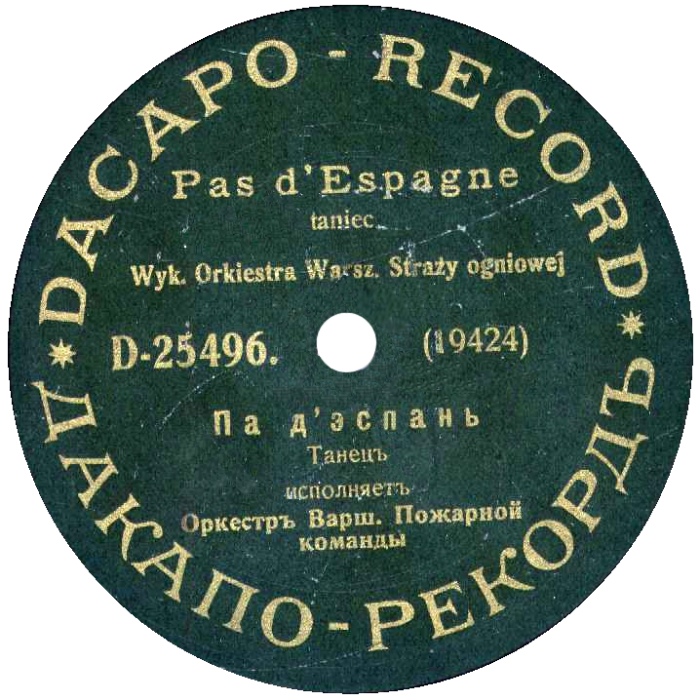 DACAPO - RECORD
Pas d'Espagne
taniec
Wyk. Orkiestra Warsz. Straży ogniowej
D-25496. (19424)
Па д'эспань
Танецъ
исполняетъ
Оркестръ Варш. Пожарной
команды
ДАКАПО-РЕКОРДЪ